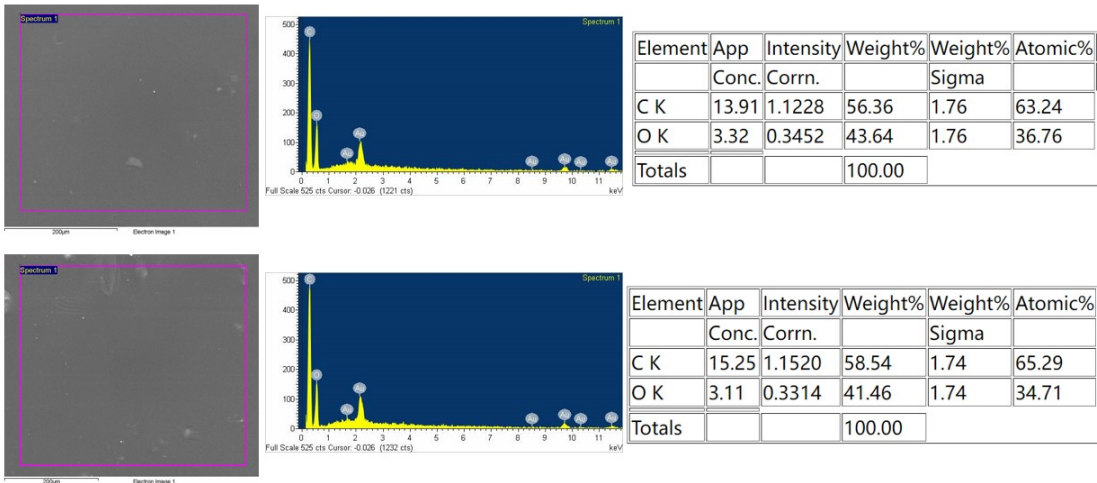 Spectrum 1
200µm Electron Image 1
Spectrum 1
500
400
300
200
100
0
C
O
Au
Au
Au
Au
Au
Au
0 1 2 3 4 5 6 7 8 9 10 11
Full Scale 525 cts Cursor: -0.026 (1221 cts) keV
Element App Intensity Weight% Weight% Atomic%
Conc. Corrn. Sigma
C K 13.91 1.1228 56.36 1.76 63.24
O K 3.32 0.3452 43.64 1.76 36.76
Totals 100.00
Spectrum 1
200µm Electron Image 1
Spectrum 1
500
400
300
200
100
0
C
O
Au
Au
Au
Au
Au
Au
0 1 2 3 4 5 6 7 8 9 10 11
Full Scale 525 cts Cursor: -0.026 (1232 cts) keV
Element App Intensity Weight% Weight% Atomic%
Conc. Corrn. Sigma
C K 15.25 1.1520 58.54 1.74 65.29
O K 3.11 0.3314 41.46 1.74 34.71
Totals 100.00